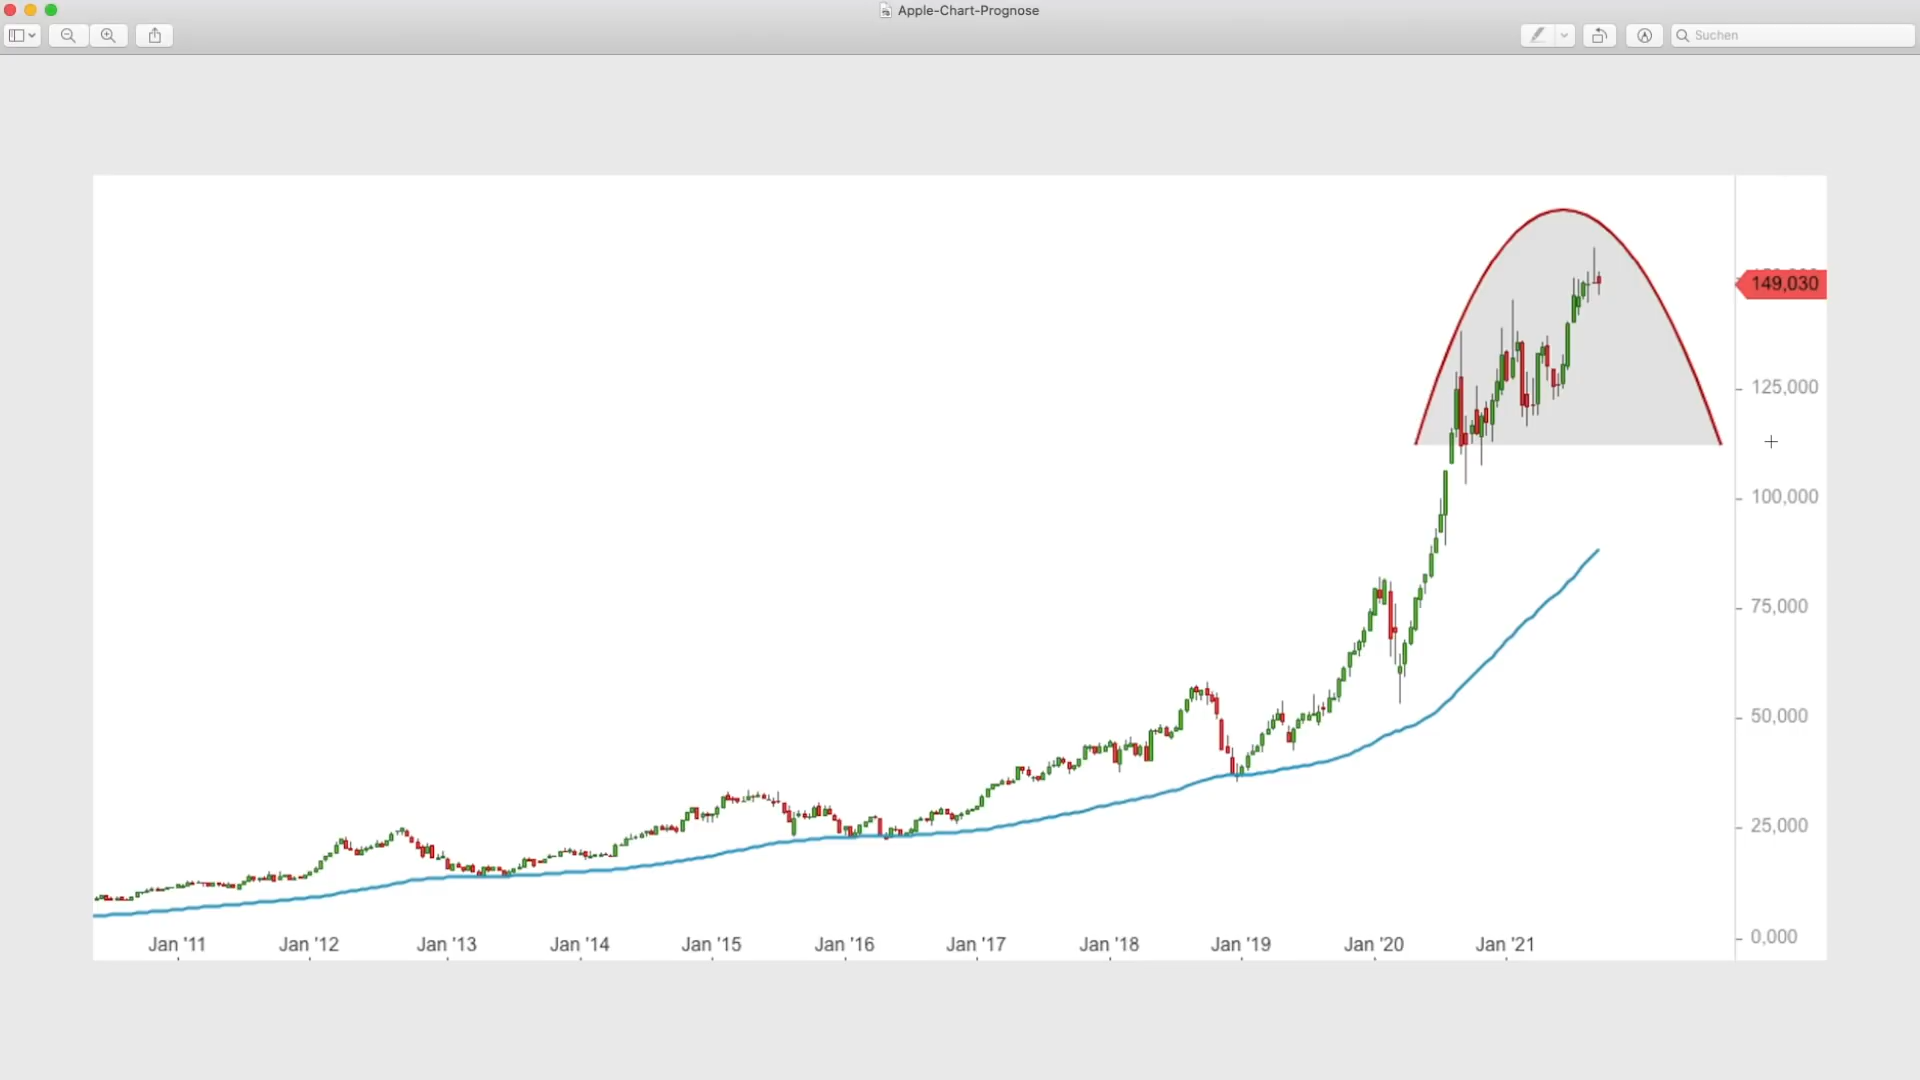 Apple-Chart-Prognose
Suchen
149,030
125,000
100,000
75,000
50,000
25,000
0,000
Jan '11 Jan '12 Jan '13 Jan '14 Jan '15 Jan '16 Jan '17 Jan '18 Jan '19 Jan '20 Jan '21